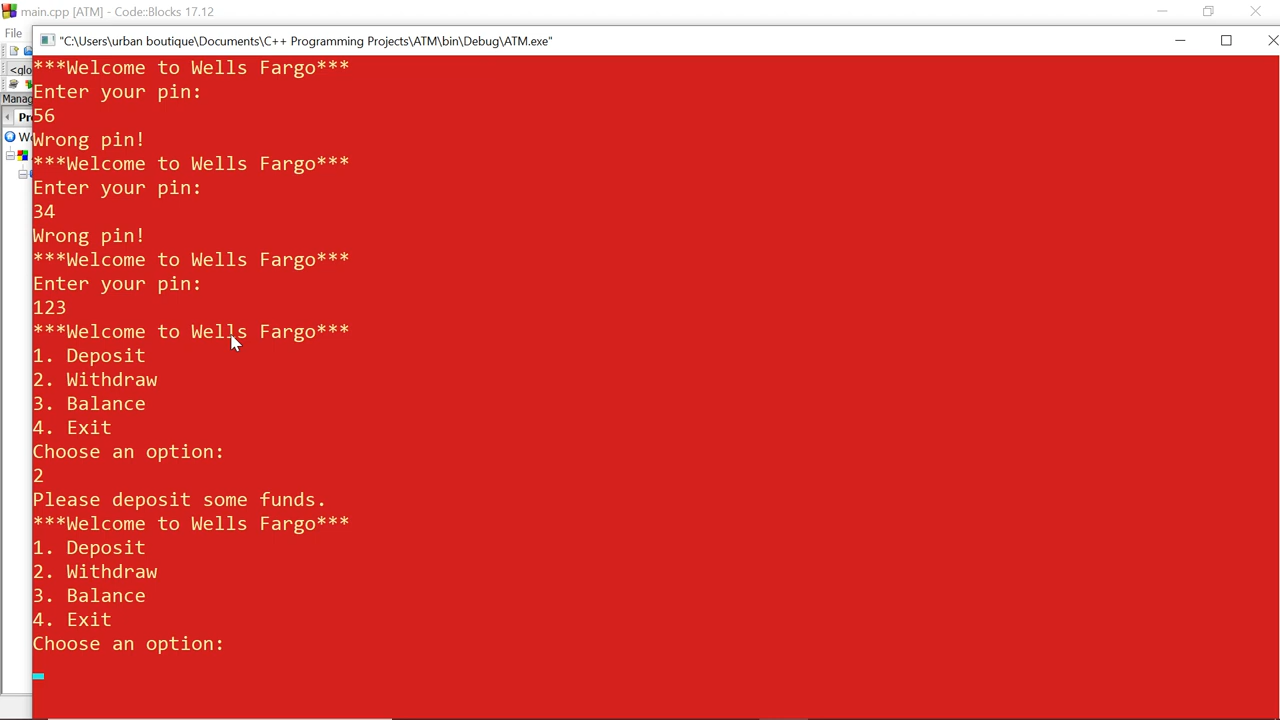 main.cpp [ATM] - Code::Blocks 17.12
File
"C:\Users\urban boutique\Documents\C++ Programming Projects\ATM\bin\Debug\ATM.exe"
<glo
Manag
***Welcome to Wells Fargo***
Enter your pin:
56
Wrong pin!
***Welcome to Wells Fargo***
Enter your pin:
34
Wrong pin!
***Welcome to Wells Fargo***
Enter your pin:
123
***Welcome to Wells Fargo***
1. Deposit
2. Withdraw
3. Balance
4. Exit
Choose an option:
2
Please deposit some funds.
***Welcome to Wells Fargo***
1. Deposit
2. Withdraw
3. Balance
4. Exit
Choose an option: